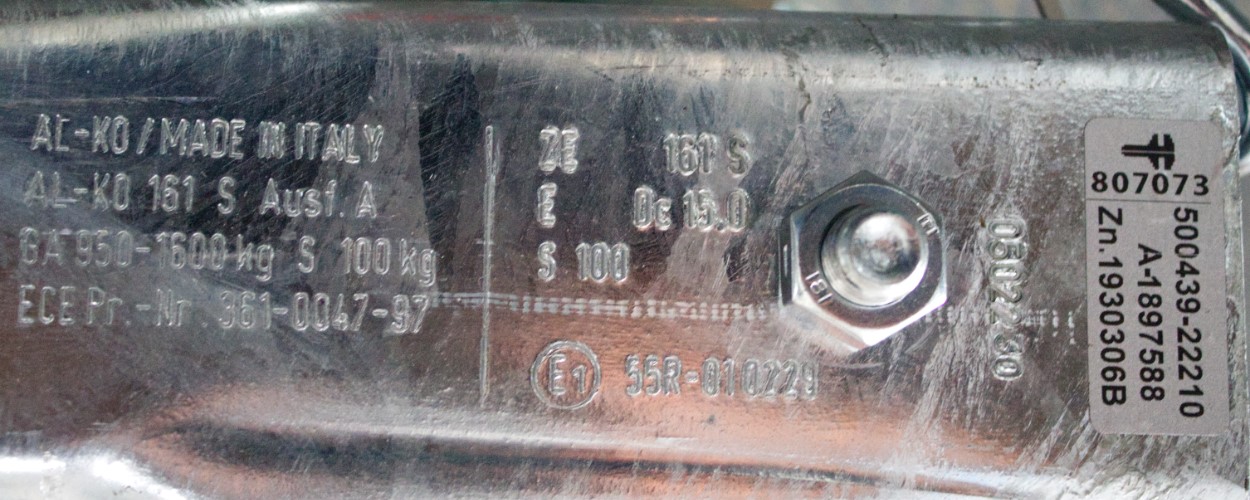 AL-KO / MADE IN ITALY
AL-KO 161 S Ausf. A
GA 950-1600 kg S 100 kg
ECE Pr.-Nr. 361-0047-97
ZE 161 S
E Dc 15.0
S 100
E1 55R-010229
807073
500439-22210
A-1897588
Zn.1930306B